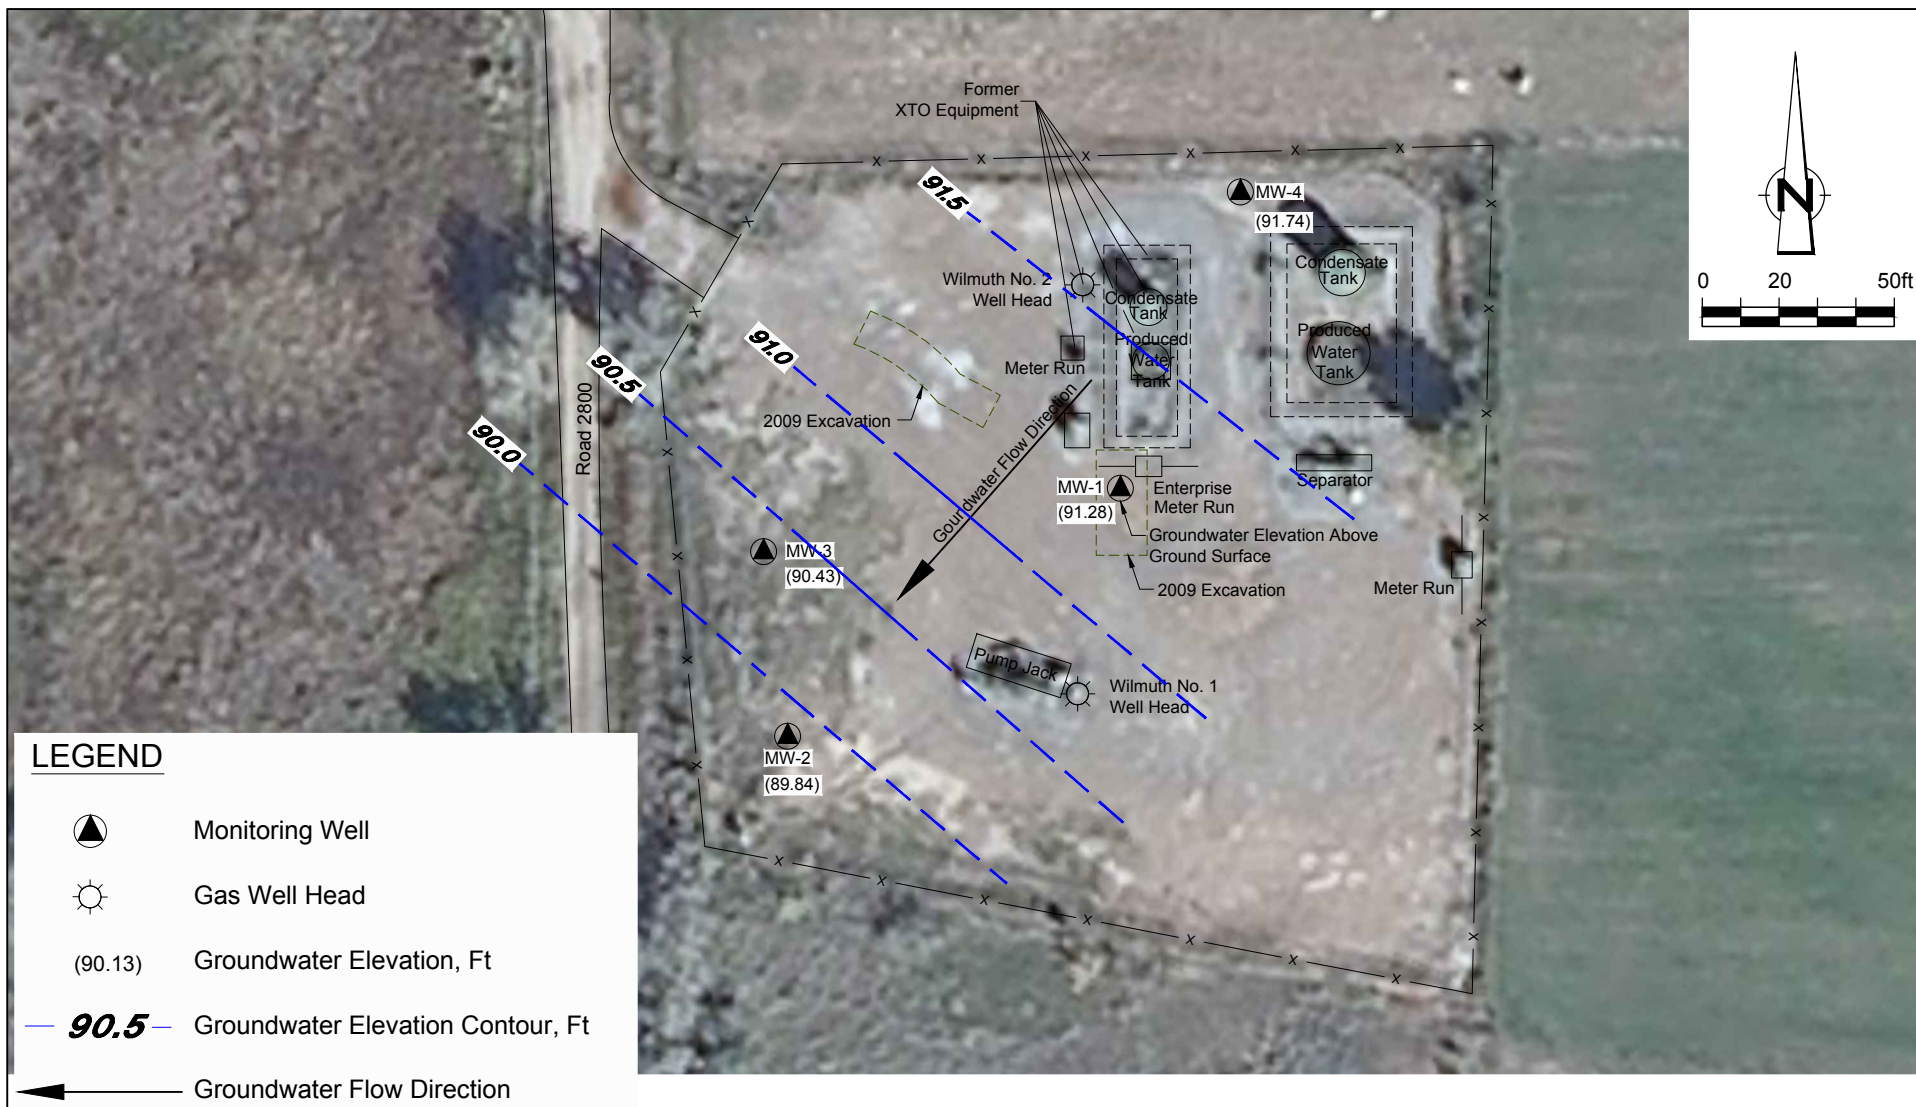 Former
XTO Equipment
91.5
MW-4
(91.74)
N
0 20 50ft
Condensate
Tank
Wilmuth No. 2
Well Head
Condensate
Tank
Produced
Water
Tank
Produced
Water
Tank
91.0
90.5
90.0
Meter Run
2009 Excavation
Road 2800
Gourdwater Flow Direction
MW-1
(91.28)
Enterprise
Meter Run
Separator
Groundwater Elevation Above
Ground Surface
2009 Excavation
Meter Run
MW-3
(90.43)
Pump Jack
Wilmuth No. 1
Well Head
MW-2
(89.84)
LEGEND
Monitoring Well
Gas Well Head
(90.13) Groundwater Elevation, Ft
90.5 Groundwater Elevation Contour, Ft
Groundwater Flow Direction